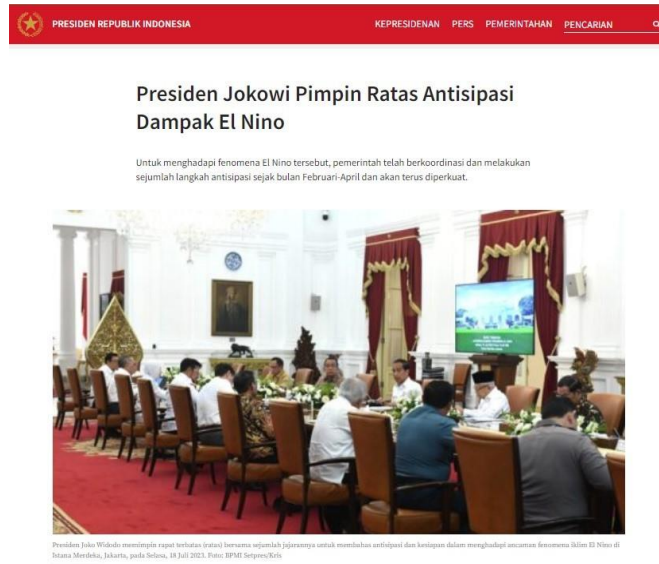 PRESIDEN REPUBLIK INDONESIA
KEPRESIDENAN PERS PEMERINTAHAN PENCARIAN
Presiden Jokowi Pimpin Ratas Antisipasi
Dampak El Nino
Untuk menghadapi fenomena El Nino tersebut, pemerintah telah berkoordinasi dan melakukan
sejumlah langkah antisipasi sejak bulan Februari-April dan akan terus diperkuat.
Presiden Joko Widodo memimpin rapat terbatas (ratas) bersama sejumlah jajarannya untuk membahas antisipasi dan kesiapan dalam menghadapi ancaman fenomena iklim El Nino di
Istana Merdeka, Jakarta, pada Selasa, 18 Juli 2023. Foto: BPMI Setpres/Kris